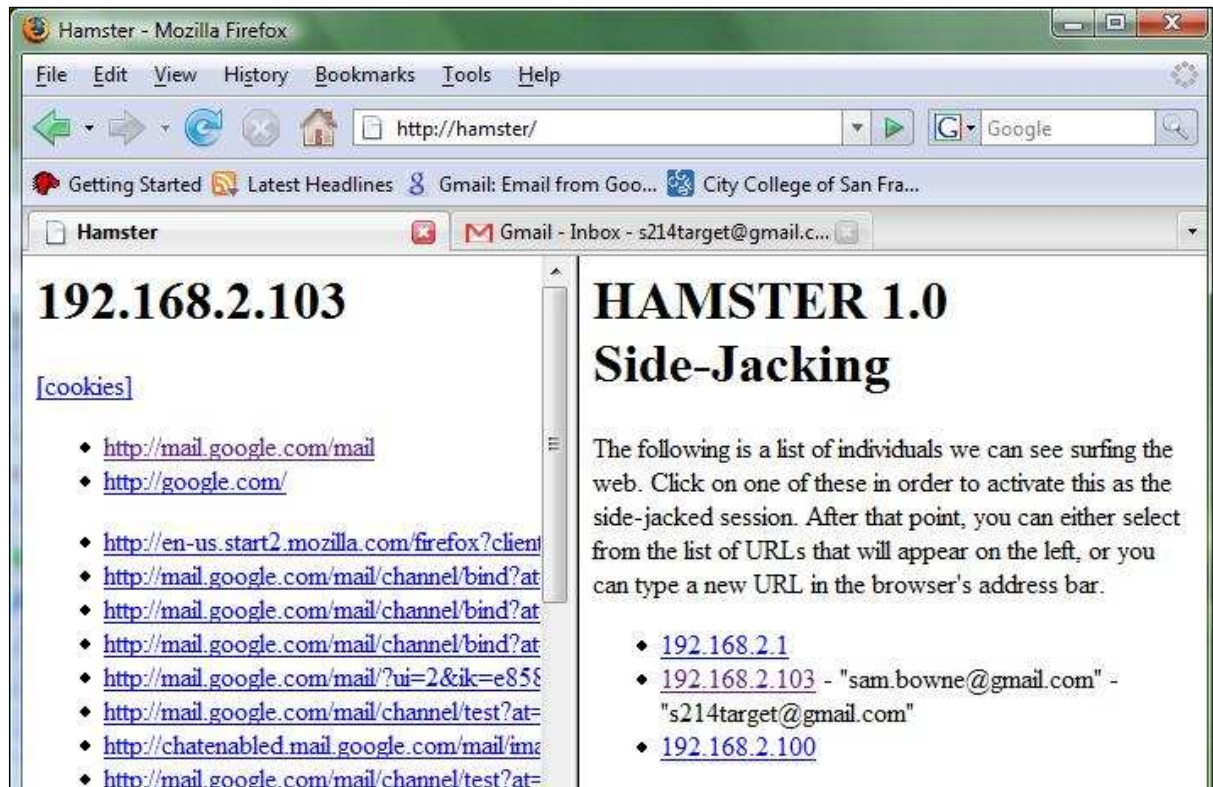 Hamster - Mozilla Firefox
File Edit View History Bookmarks Tools Help
http://hamster/
G Google
Getting Started Latest Headlines Gmail: Email from Goo... City College of San Fra...
Hamster Gmail - Inbox - s214target@gmail.c...
192.168.2.103
[cookies]
http://mail.google.com/mail
http://google.com/
http://en-us.start2.mozilla.com/firefox?client
http://mail.google.com/mail/channel/bind?at
http://mail.google.com/mail/channel/bind?at
http://mail.google.com/mail/channel/bind?at
http://mail.google.com/mail/?ui=2&ik=e858
http://mail.google.com/mail/channel/test?at=
http://chatenabled.mail.google.com/mail/ima
http://mail.google.com/mail/channel/test?at=
HAMSTER 1.0
Side-Jacking
The following is a list of individuals we can see surfing the
web. Click on one of these in order to activate this as the
side-jacked session. After that point, you can either select
from the list of URLs that will appear on the left, or you
can type a new URL in the browser's address bar.
192.168.2.1
192.168.2.103 - "sam.bowne@gmail.com" -
"s214target@gmail.com"
192.168.2.100